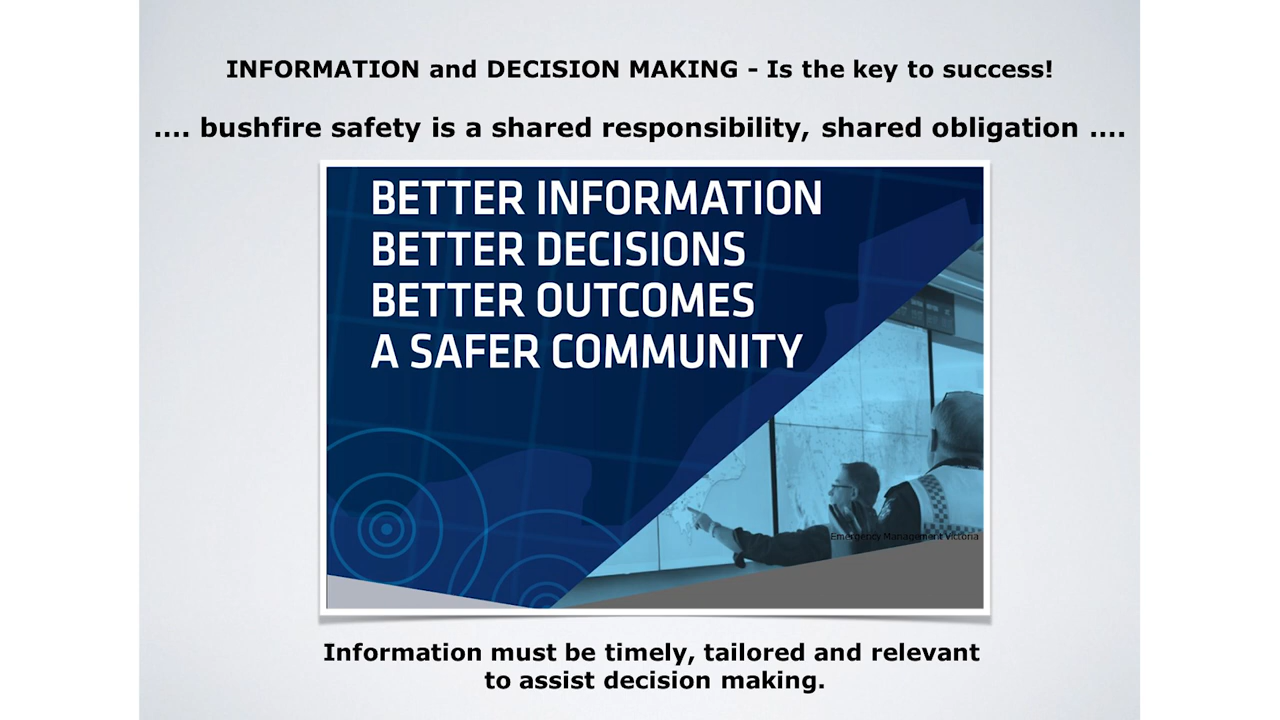 INFORMATION and DECISION MAKING - Is the key to success!
.... bushfire safety is a shared responsibility, shared obligation ....
BETTER INFORMATION
BETTER DECISIONS
BETTER OUTCOMES
A SAFER COMMUNITY
Emergency Management Victoria
Information must be timely, tailored and relevant
to assist decision making.